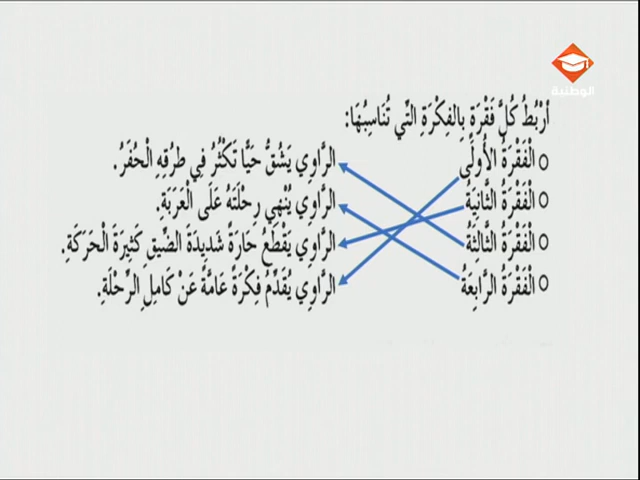 الوطنية
أَرْبُطُ كُلَّ فَقْرَةٍ بِالفِكْرَةِ الَّتِي تُنَاسِبُهَا:
○ الْفَقْرَةُ الْأُولَى الرَّاوِي يَشُقُّ حَيًّا تَكْثُرُ فِي طُرُقِهِ الْحُفَرُ.
○ الْفَقْرَةُ الثَّانِيَةُ الرَّاوِي يُنْهِي رِحْلَتَهُ عَلَى الْعَرَبَةِ.
○ الْفَقْرَةُ الثَّالِثَةُ الرَّاوِي يَقْطَعُ حَارَةً شَدِيدَةَ الضِّيقِ كَثِيرَةَ الْحَرَكَةِ.
○ الْفَقْرَةُ الرَّابِعَةُ الرَّاوِي يُقَدِّمُ فِكْرَةً عَامَّةً عَنْ كَامِلِ الرِّحْلَةِ.